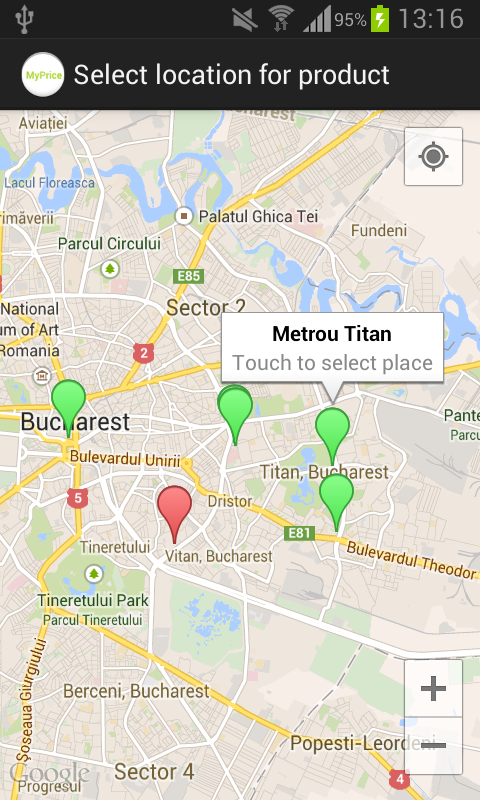 95% 13:16
MyPrice Select location for product
Aviației
Bucharest
Lacul Floreasca
Palatul Ghica Tei
Fundeni
Parcul Circului
E85
National
um of Art
Romania
Sector 2
2
Metrou Titan
Touch to select place
Bucharest
Pante
Parcu
Bulevardul Unirii
Titan, Bucharest
5
Dristor
E81
Tineretului
Vitan, Bucharest
Bulevardul Theodor
Tineretului Park
Parcul Tineretului
Șoseaua Giurgiului
Berceni, Bucharest
Popesti-Leordeni
Google
Sector 4
4
Progresul